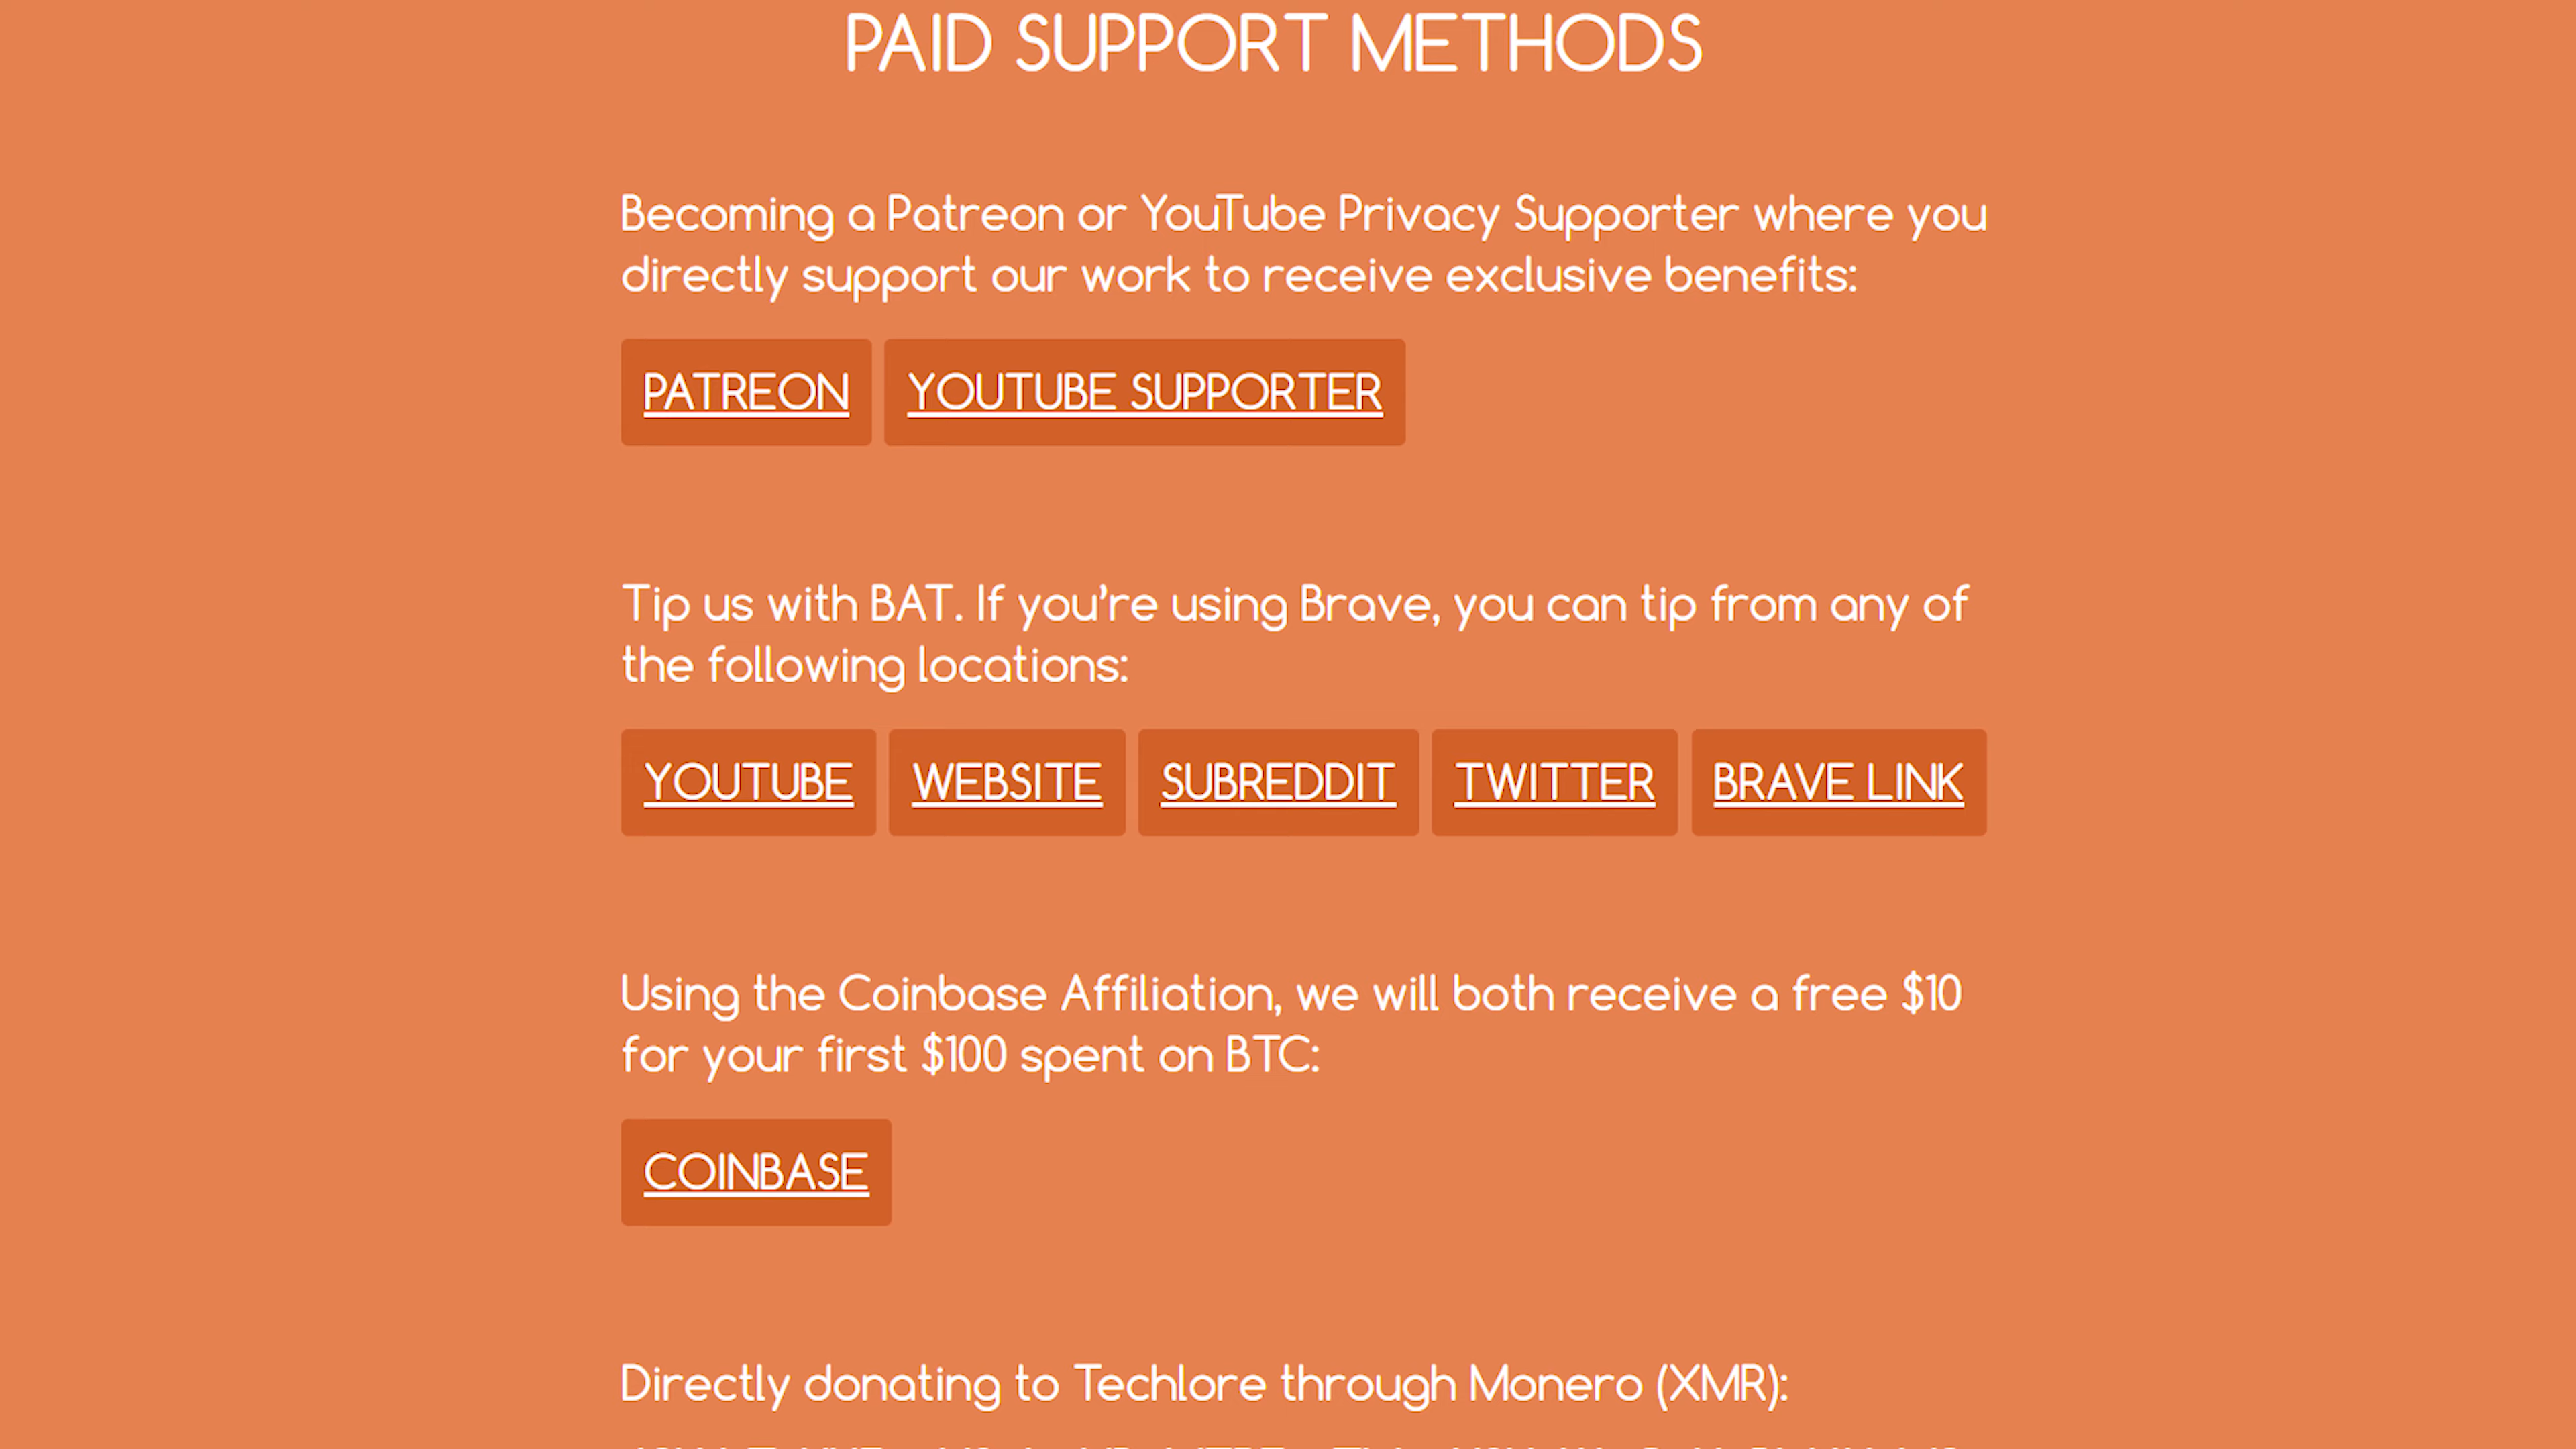 PAID SUPPORT METHODS
Becoming a Patreon or YouTube Privacy Supporter where you
directly support our work to receive exclusive benefits:
PATREON YOUTUBE SUPPORTER
Tip us with BAT. If you’re using Brave, you can tip from any of
the following locations:
YOUTUBE WEBSITE SUBREDDIT TWITTER BRAVE LINK
Using the Coinbase Affiliation, we will both receive a free $10
for your first $100 spent on BTC:
COINBASE
Directly donating to Techlore through Monero (XMR):